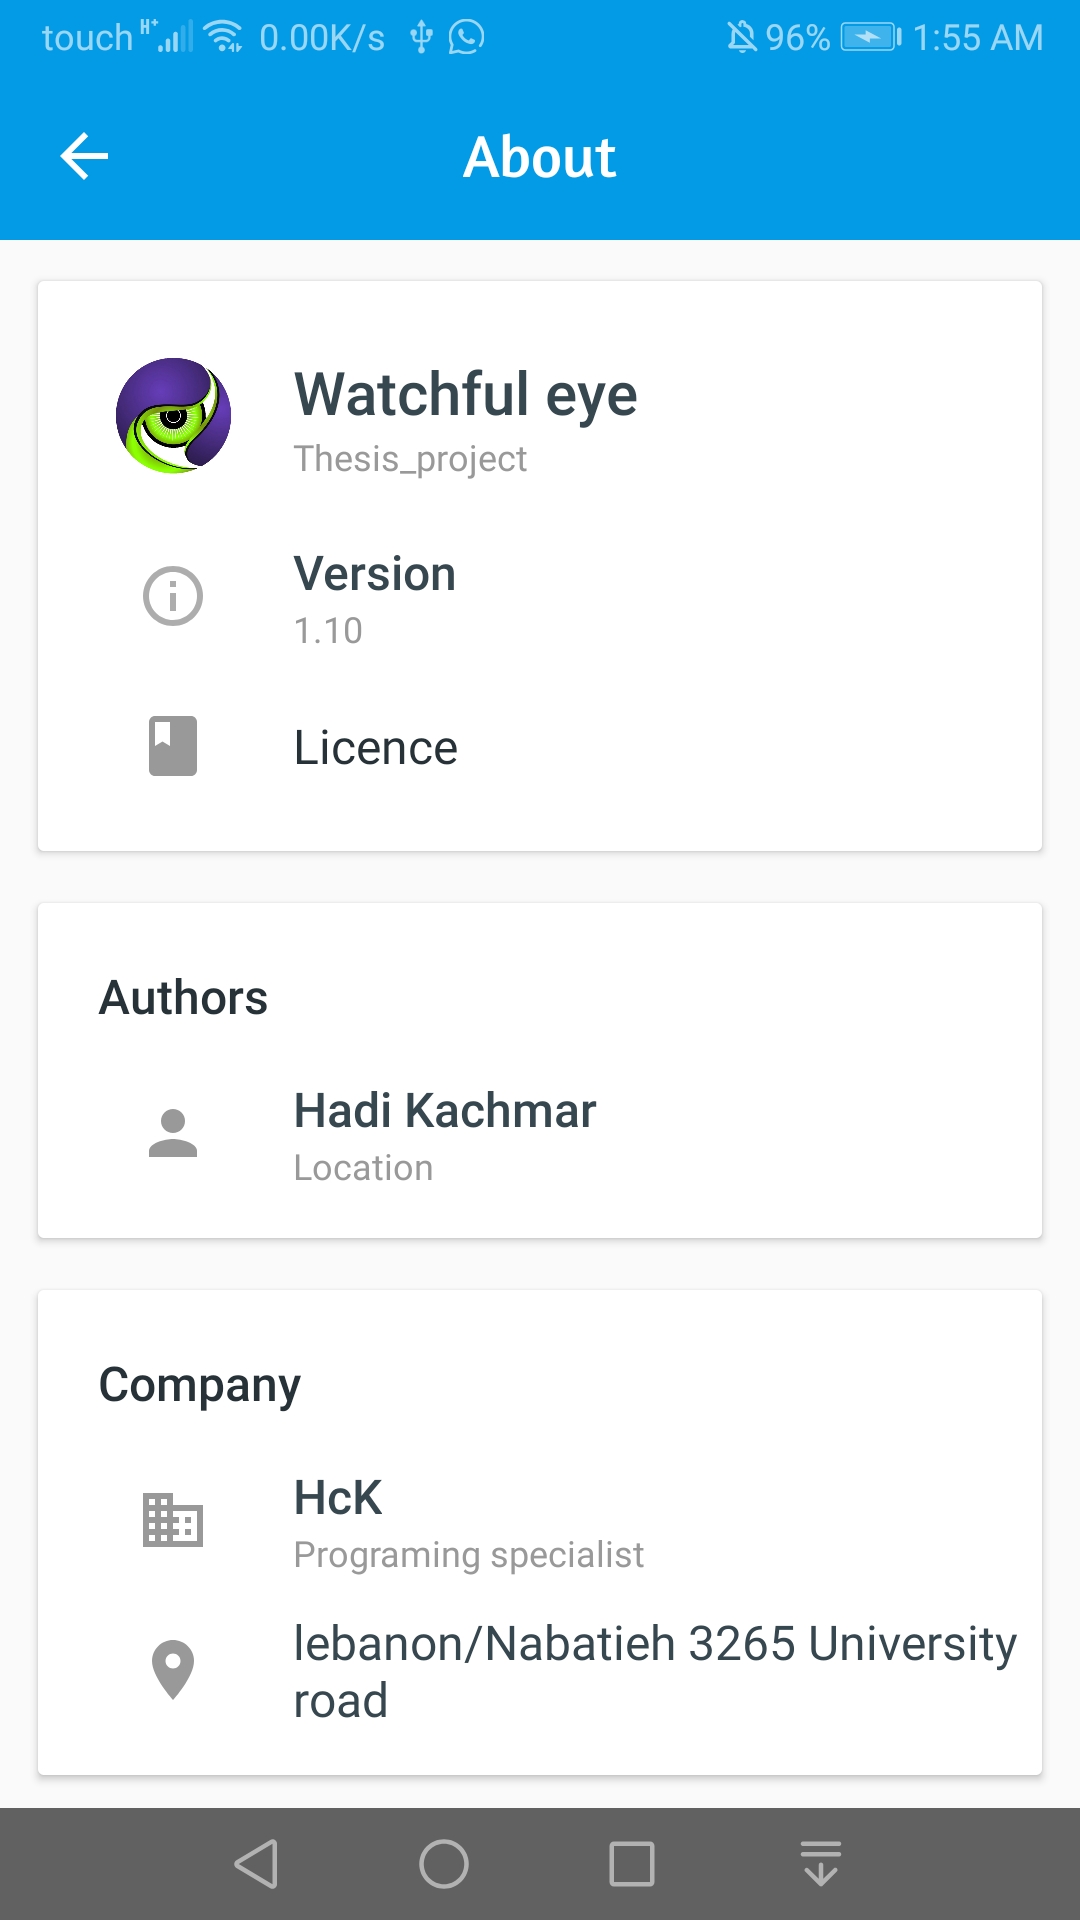 touch H+ 0.00K/s 96% 1:55 AM
About
Watchful eye
Thesis_project
Version
1.10
Licence
Authors
Hadi Kachmar
Location
Company
HcK
Programing specialist
lebanon/Nabatieh 3265 University
road